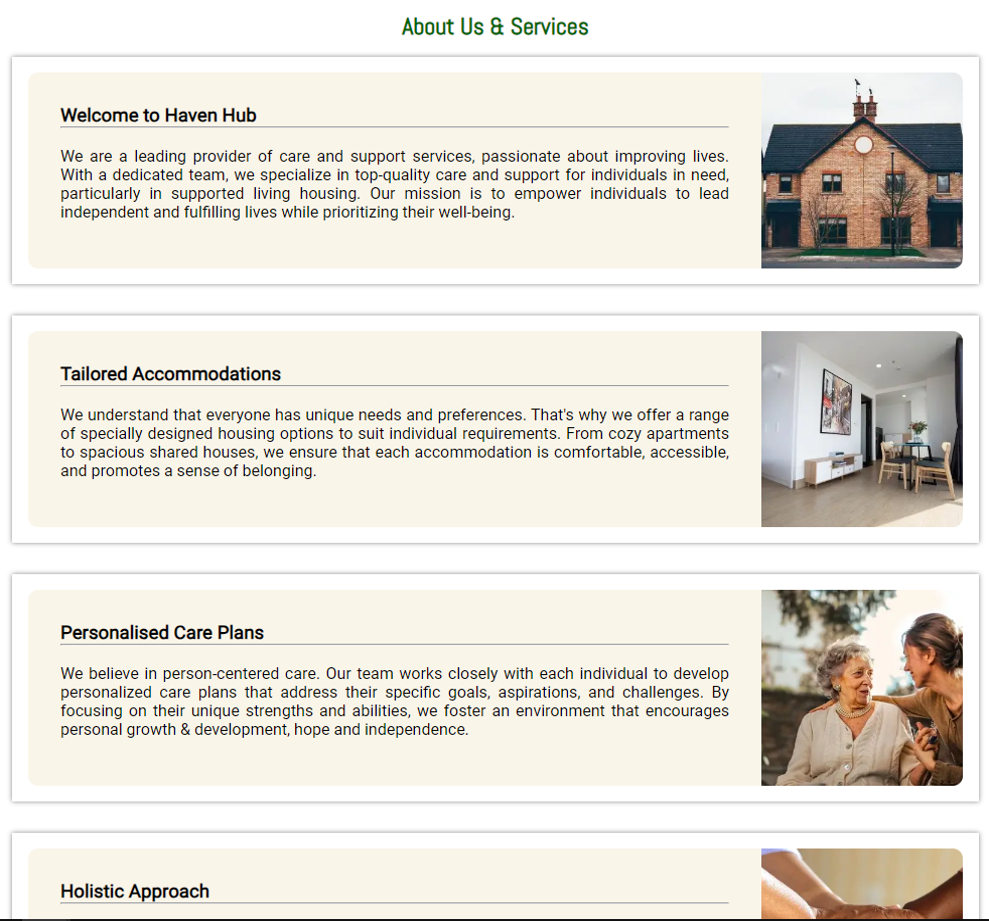 About Us & Services
Welcome to Haven Hub
We are a leading provider of care and support services, passionate about improving lives.
With a dedicated team, we specialize in top-quality care and support for individuals in need,
particularly in supported living housing. Our mission is to empower individuals to lead
independent and fulfilling lives while prioritizing their well-being.
Tailored Accommodations
We understand that everyone has unique needs and preferences. That's why we offer a range
of specially designed housing options to suit individual requirements. From cozy apartments
to spacious shared houses, we ensure that each accommodation is comfortable, accessible,
and promotes a sense of belonging.
Personalised Care Plans
We believe in person-centered care. Our team works closely with each individual to develop
personalized care plans that address their specific goals, aspirations, and challenges. By
focusing on their unique strengths and abilities, we foster an environment that encourages
personal growth & development, hope and independence.
Holistic Approach